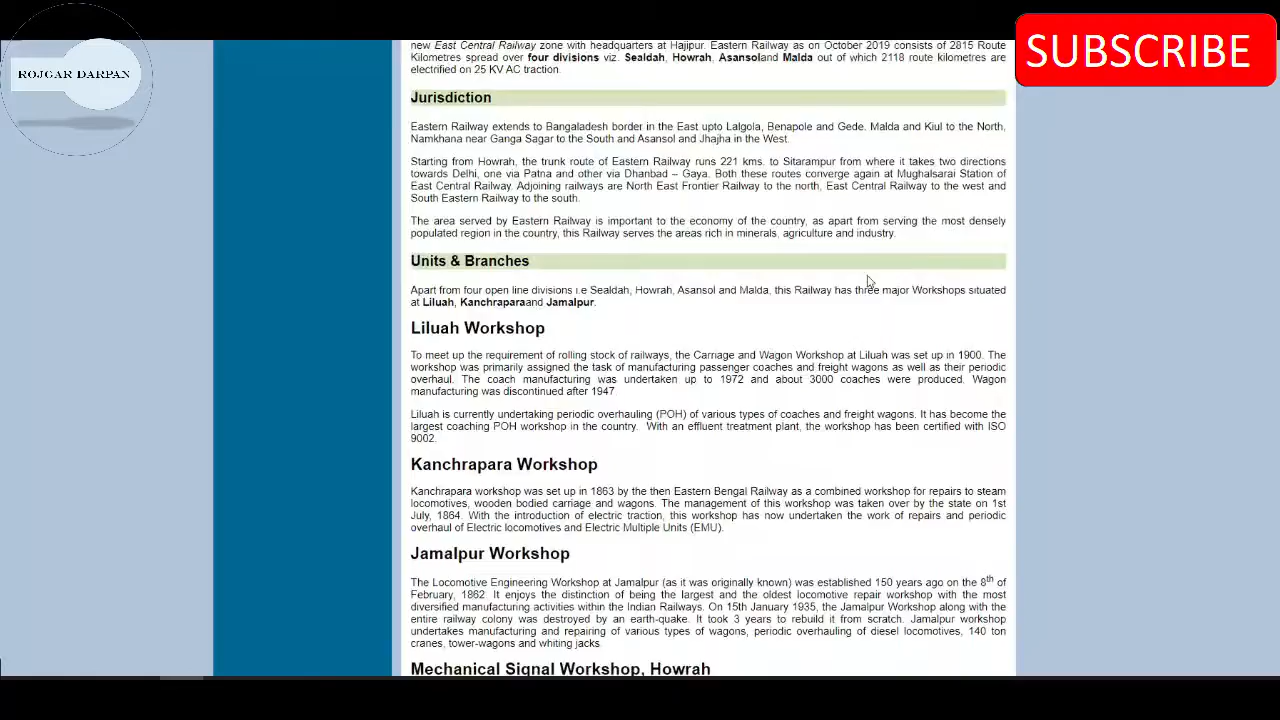 ROJGAR DARPAN
SUBSCRIBE
new East Central Railway zone with headquarters at Hajipur. Eastern Railway as on October 2019 consists of 2815 Route
Kilometres spread over four divisions viz. Sealdah, Howrah, Asansoland Malda out of which 2118 route kilometres are
electrified on 25 KV AC traction.
Jurisdiction
Eastern Railway extends to Bangaladesh border in the East upto Lalgola, Benapole and Gede. Malda and Kiul to the North,
Namkhana near Ganga Sagar to the South and Asansol and Jhajha in the West.
Starting from Howrah, the trunk route of Eastern Railway runs 221 kms. to Sitarampur from where it takes two directions
towards Delhi, one via Patna and other via Dhanbad – Gaya. Both these routes converge again at Mughalsarai Station of
East Central Railway. Adjoining railways are North East Frontier Railway to the north, East Central Railway to the west and
South Eastern Railway to the south.
The area served by Eastern Railway is important to the economy of the country, as apart from serving the most densely
populated region in the country, this Railway serves the areas rich in minerals, agriculture and industry.
Units & Branches
Apart from four open line divisions i.e Sealdah, Howrah, Asansol and Malda, this Railway has three major Workshops situated
at Liluah, Kanchraparaand Jamalpur.
Liluah Workshop
To meet up the requirement of rolling stock of railways, the Carriage and Wagon Workshop at Liluah was set up in 1900. The
workshop was primarily assigned the task of manufacturing passenger coaches and freight wagons as well as their periodic
overhaul. The coach manufacturing was undertaken up to 1972 and about 3000 coaches were produced. Wagon
manufacturing was discontinued after 1947.
Liluah is currently undertaking periodic overhauling (POH) of various types of coaches and freight wagons. It has become the
largest coaching POH workshop in the country. With an effluent treatment plant, the workshop has been certified with ISO
9002.
Kanchrapara Workshop
Kanchrapara workshop was set up in 1863 by the then Eastern Bengal Railway as a combined workshop for repairs to steam
locomotives, wooden bodied carriage and wagons. The management of this workshop was taken over by the state on 1st
July, 1864. With the introduction of electric traction, this workshop has now undertaken the work of repairs and periodic
overhaul of Electric locomotives and Electric Multiple Units (EMU).
Jamalpur Workshop
The Locomotive Engineering Workshop at Jamalpur (as it was originally known) was established 150 years ago on the 8th of
February, 1862. It enjoys the distinction of being the largest and the oldest locomotive repair workshop with the most
diversified manufacturing activities within the Indian Railways. On 15th January 1935, the Jamalpur Workshop along with the
entire railway colony was destroyed by an earth-quake. It took 3 years to rebuild it from scratch. Jamalpur workshop
undertakes manufacturing and repairing of various types of wagons, periodic overhauling of diesel locomotives, 140 ton
cranes, tower-wagons and whiting jacks.
Mechanical Signal Workshop, Howrah